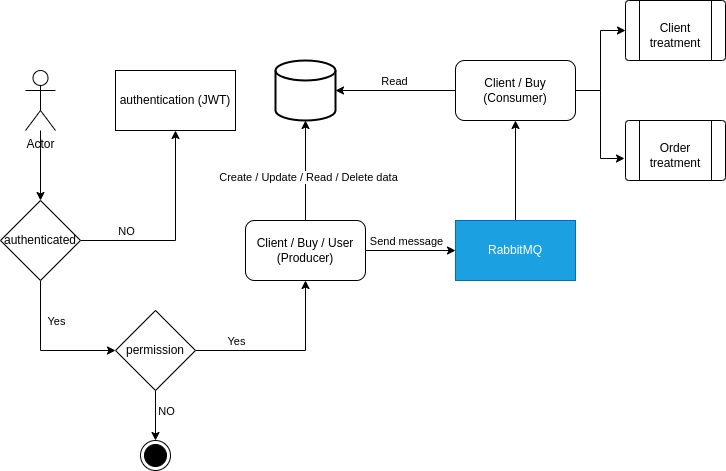 Client
treatment
Read
Client / Buy
(Consumer)
authentication (JWT)
Actor
Order
treatment
Create / Update / Read / Delete data
authenticated
NO
Client / Buy / User
(Producer)
Send message
RabbitMQ
Yes
permission
Yes
NO